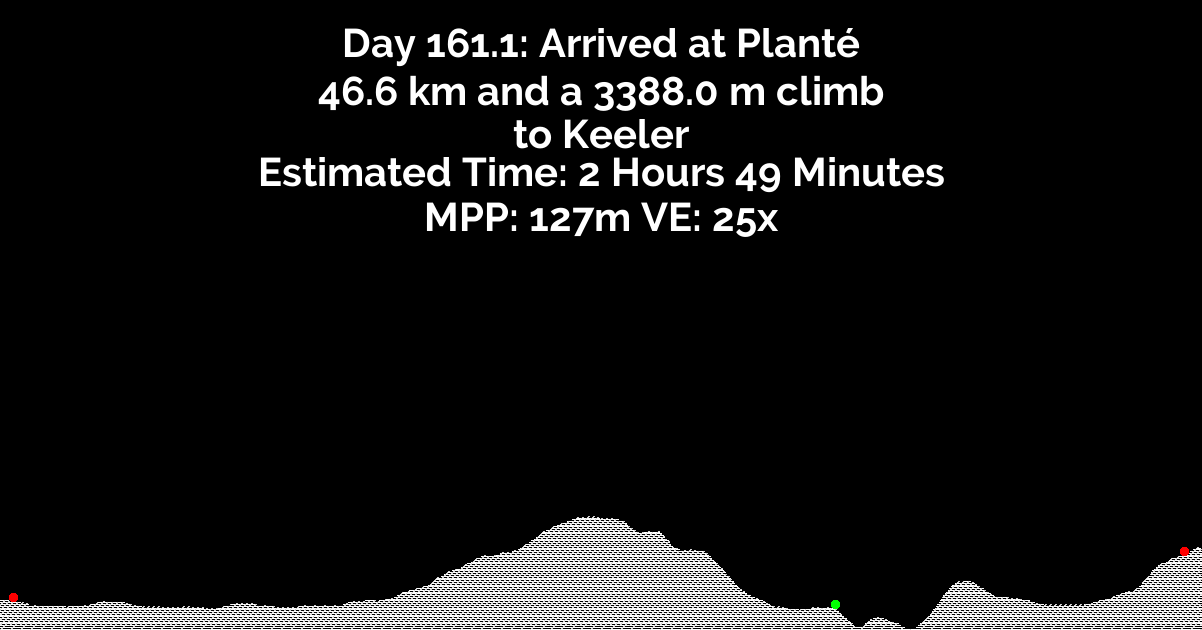 Day 161.1: Arrived at Planté
46.6 km and a 3388.0 m climb
to Keeler
Estimated Time: 2 Hours 49 Minutes
MPP: 127m VE: 25x